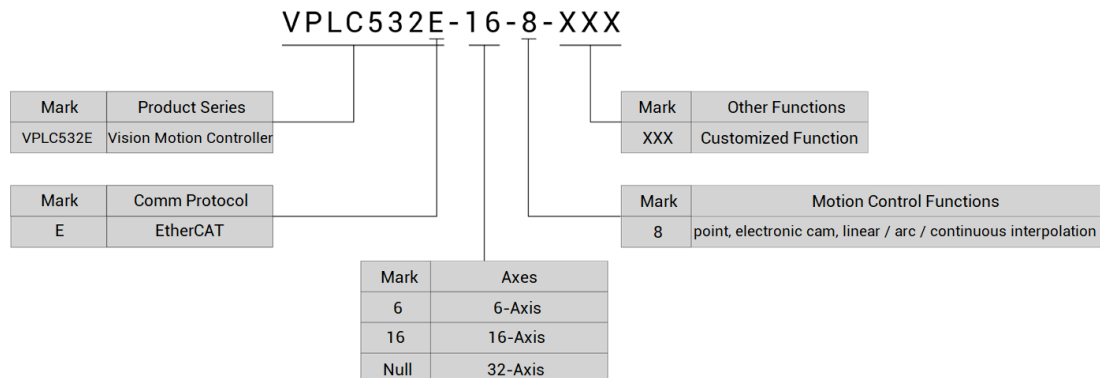 VPLC532E-16-8-XXX
Mark Product Series
VPLC532E Vision Motion Controller
Mark Other Functions
XXX Customized Function
Mark Comm Protocol
E EtherCAT
Mark Motion Control Functions
8 point, electronic cam, linear / arc / continuous interpolation
Mark Axes
6 6-Axis
16 16-Axis
Null 32-Axis